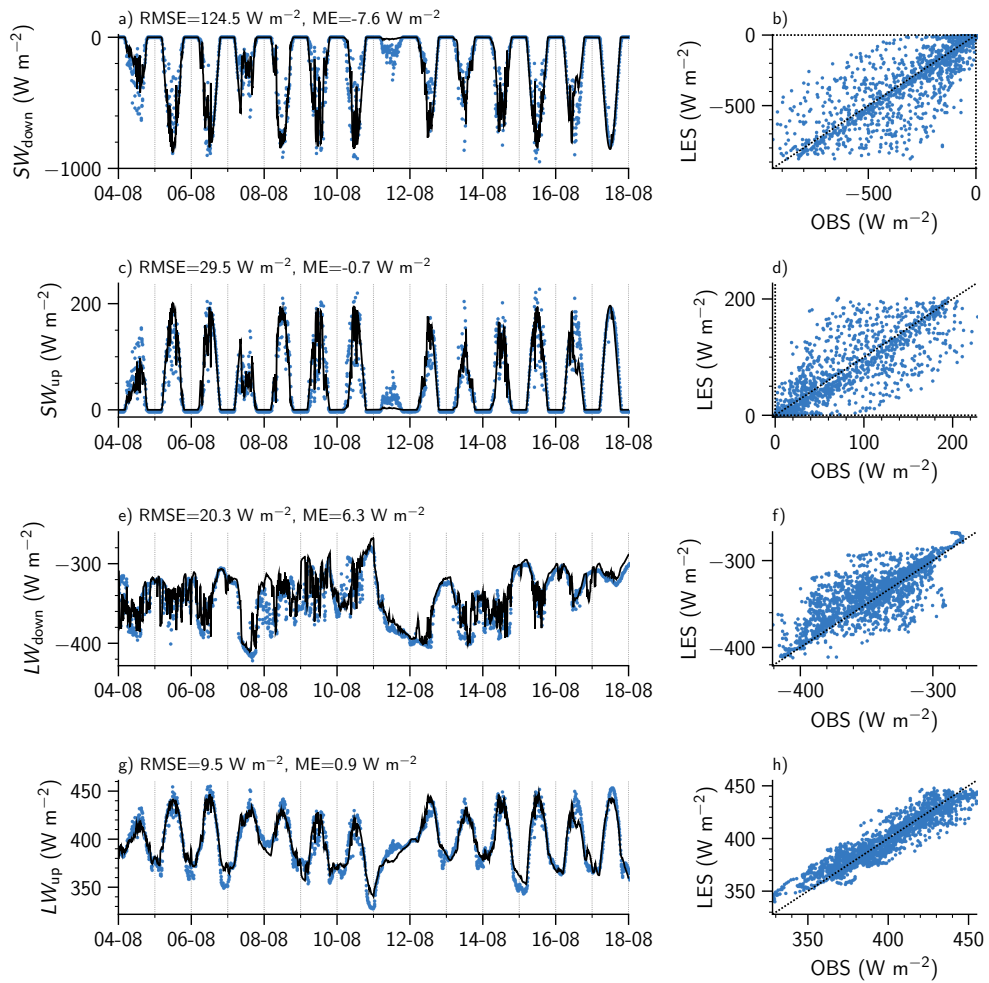 a) RMSE=124.5 W m−2, ME=-7.6 W m−2
SWdown (W m−2)
0
−1000
04-08 06-08 08-08 10-08 12-08 14-08 16-08 18-08
b)
LES (W m−2)
0
−500
−500 0
OBS (W m−2)
c) RMSE=29.5 W m−2, ME=-0.7 W m−2
SWup (W m−2)
200
0
04-08 06-08 08-08 10-08 12-08 14-08 16-08 18-08
d)
LES (W m−2)
200
100
0
0 100 200
OBS (W m−2)
e) RMSE=20.3 W m−2, ME=6.3 W m−2
LWdown (W m−2)
−300
−400
04-08 06-08 08-08 10-08 12-08 14-08 16-08 18-08
f)
LES (W m−2)
−300
−400
−400 −300
OBS (W m−2)
g) RMSE=9.5 W m−2, ME=0.9 W m−2
LWup (W m−2)
450
400
350
04-08 06-08 08-08 10-08 12-08 14-08 16-08 18-08
h)
LES (W m−2)
450
400
350
350 400 450
OBS (W m−2)